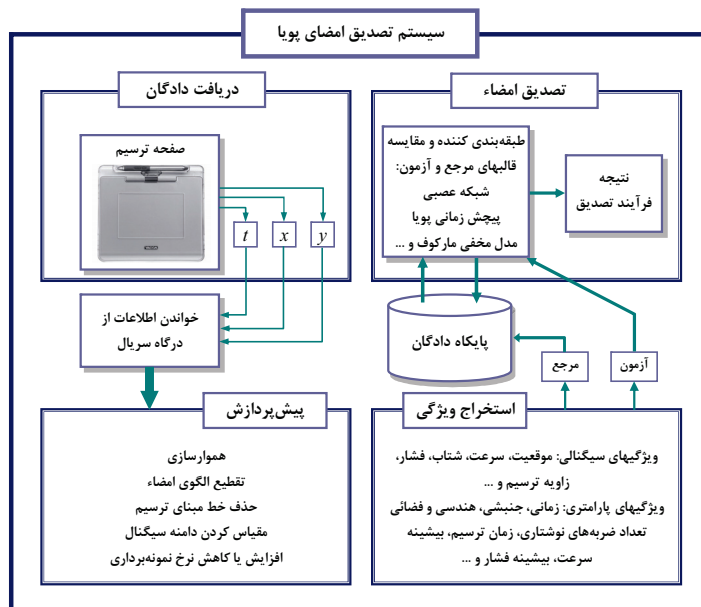 سیستم تصدیق امضای پویا
دریافت دادگان
صفحه ترسیم
t
x
y
خواندن اطلاعات از
درگاه سریال
پیش‌پردازش
هموارسازی
تقطیع الگوی امضاء
حذف خط مبنای ترسیم
مقیاس کردن دامنه سیگنال
افزایش یا کاهش نرخ نمونه‌برداری
تصدیق امضاء
طبقه‌بندی کننده و مقایسه
قالبهای مرجع و آزمون:
شبکه عصبی
پیچش زمانی پویا
مدل مخفی مارکوف و ...
نتیجه
فرآیند تصدیق
پایکاه دادگان
مرجع
آزمون
استخراج ویژگی
ویژگیهای سیگنالی: موقعیت، سرعت، شتاب، فشار،
زاویه ترسیم و ...
ویژگیهای پارامتری: زمانی، جنبشی، هندسی و فضائی
تعداد ضربه‌های نوشتاری، زمان ترسیم، بیشینه
سرعت، بیشینه فشار و ...